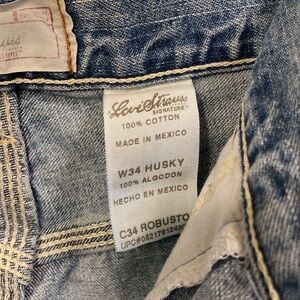 Levi Strauss
SIGNATURE
100% COTTON
MADE IN MEXICO
W34 HUSKY
100% ALGODON
HECHO EN MEXICO
C34 ROBUSTO